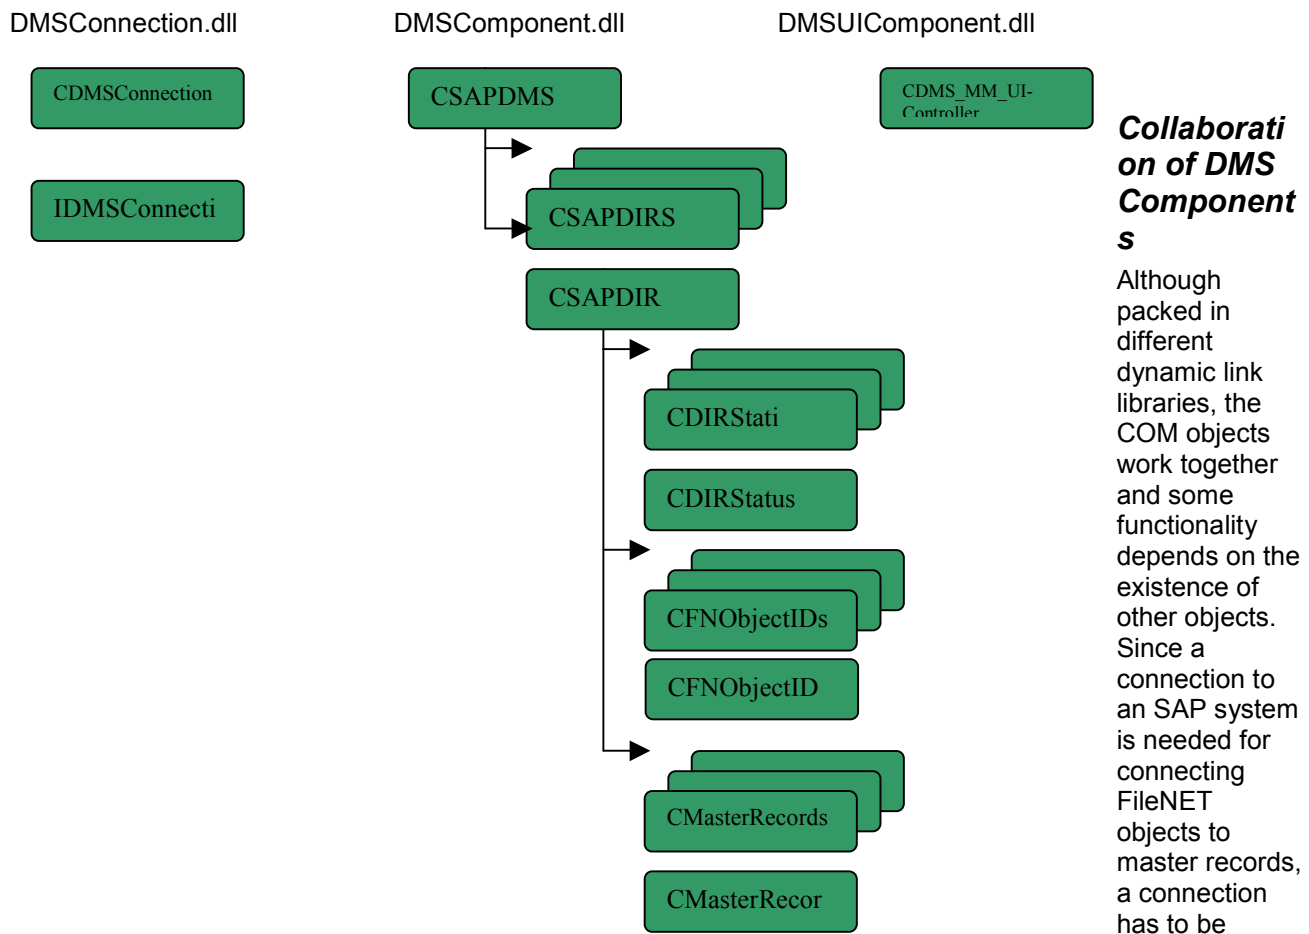 DMSConnection.dll
DMSComponent.dll
DMSUIComponent.dll
CDMSConnection
IDMSConnecti
CSAPDMS
CSAPDIRS
CSAPDIR
CDIRStati
CDIRStatus
CFNObjectIDs
CFNObjectID
CMasterRecords
CMasterRecor
CDMS_MM_UI-
Controller
Collaborati
on of DMS
Component
s
Although
packed in
different
dynamic link
libraries, the
COM objects
work together
and some
functionality
depends on the
existence of
other objects.
Since a
connection to
an SAP system
is needed for
connecting
FileNET
objects to
master records,
a connection
has to be